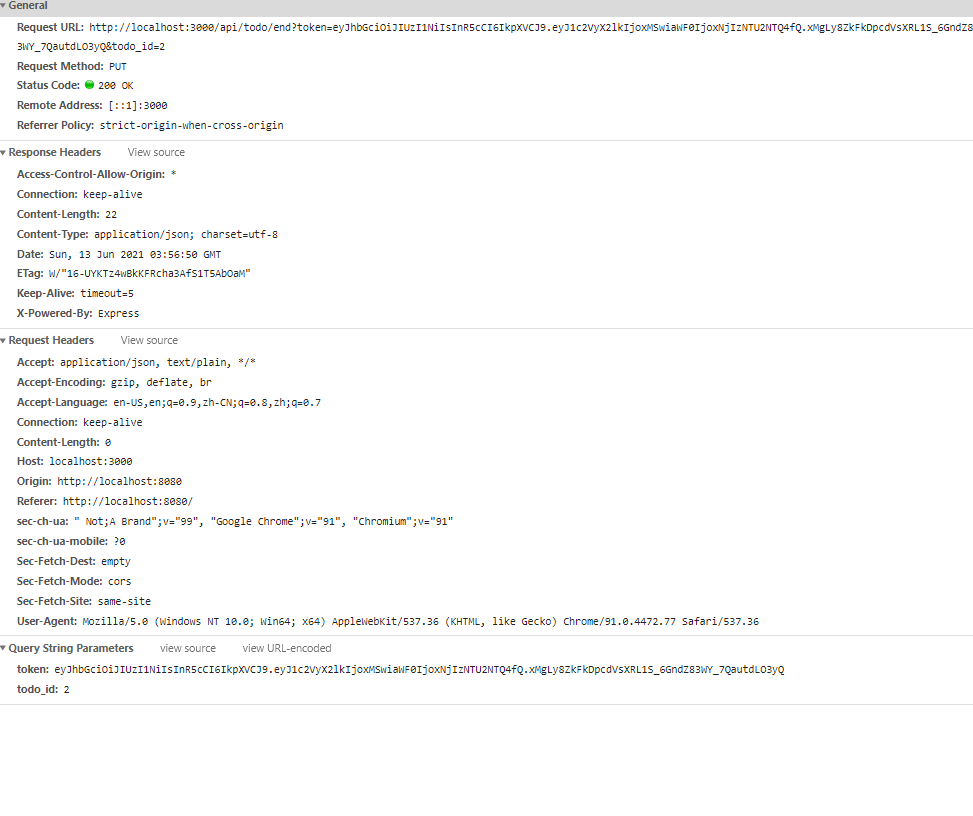 General
Request URL: http://localhost:3000/api/todo/end?token=eyJhbGciOiJIUzI1NiIsInR5cCI6IkpXVCJ9.eyJ1c2VyX2lkIjoxMSwiaWF0IjoxNjIzNTU2NTQ4fQ.xMgLy8ZkFkDpcdVsXRL1S_6GndZ8
3WY_7QautdLO3yQ&todo_id=2
Request Method: PUT
Status Code: 200 OK
Remote Address: [::1]:3000
Referrer Policy: strict-origin-when-cross-origin
Response Headers View source
Access-Control-Allow-Origin: *
Connection: keep-alive
Content-Length: 22
Content-Type: application/json; charset=utf-8
Date: Sun, 13 Jun 2021 03:56:50 GMT
ETag: W/"16-UYKTz4wBkKFRcha3AfS1T5AbOaM"
Keep-Alive: timeout=5
X-Powered-By: Express
Request Headers View source
Accept: application/json, text/plain, */*
Accept-Encoding: gzip, deflate, br
Accept-Language: en-US,en;q=0.9,zh-CN;q=0.8,zh;q=0.7
Connection: keep-alive
Content-Length: 0
Host: localhost:3000
Origin: http://localhost:8080
Referer: http://localhost:8080/
sec-ch-ua: " Not;A Brand";v="99", "Google Chrome";v="91", "Chromium";v="91"
sec-ch-ua-mobile: ?0
Sec-Fetch-Dest: empty
Sec-Fetch-Mode: cors
Sec-Fetch-Site: same-site
User-Agent: Mozilla/5.0 (Windows NT 10.0; Win64; x64) AppleWebKit/537.36 (KHTML, like Gecko) Chrome/91.0.4472.77 Safari/537.36
Query String Parameters view source view URL-encoded
token: eyJhbGciOiJIUzI1NiIsInR5cCI6IkpXVCJ9.eyJ1c2VyX2lkIjoxMSwiaWF0IjoxNjIzNTU2NTQ4fQ.xMgLy8ZkFkDpcdVsXRL1S_6GndZ83WY_7QautdLO3yQ
todo_id: 2